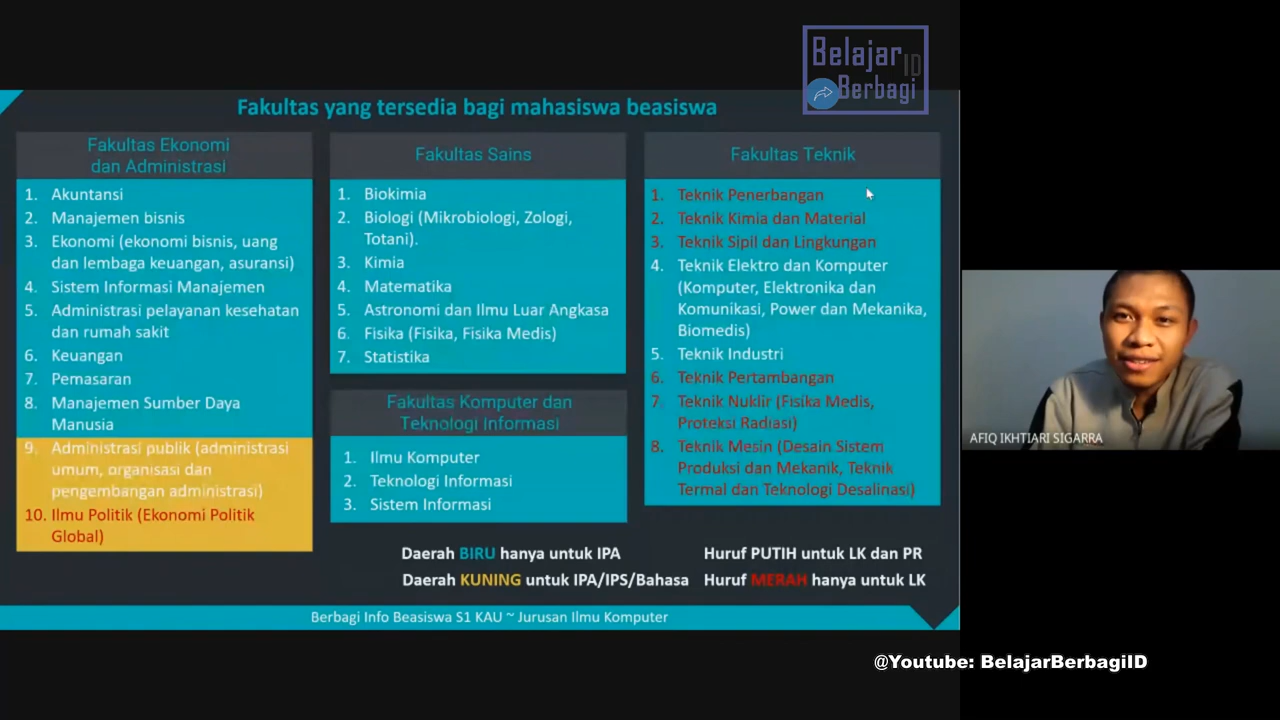 Belajar
ID
Berbagi
Fakultas yang tersedia bagi mahasiswa beasiswa
Fakultas Ekonomi
dan Administrasi
1. Akuntansi
2. Manajemen bisnis
3. Ekonomi (ekonomi bisnis, uang
dan lembaga keuangan, asuransi)
4. Sistem Informasi Manajemen
5. Administrasi pelayanan kesehatan
dan rumah sakit
6. Keuangan
7. Pemasaran
8. Manajemen Sumber Daya
Manusia
9. Administrasi publik (administrasi
umum, organisasi dan
pengembangan administrasi)
10. Ilmu Politik (Ekonomi Politik
Global)
Fakultas Sains
1. Biokimia
2. Biologi (Mikrobiologi, Zologi,
Totani).
3. Kimia
4. Matematika
5. Astronomi dan Ilmu Luar Angkasa
6. Fisika (Fisika, Fisika Medis)
7. Statistika
Fakultas Komputer dan
Teknologi Informasi
1. Ilmu Komputer
2. Teknologi Informasi
3. Sistem Informasi
Fakultas Teknik
1. Teknik Penerbangan
2. Teknik Kimia dan Material
3. Teknik Sipil dan Lingkungan
4. Teknik Elektro dan Komputer
(Komputer, Elektronika dan
Komunikasi, Power dan Mekanika,
Biomedis)
5. Teknik Industri
6. Teknik Pertambangan
7. Teknik Nuklir (Fisika Medis,
Proteksi Radiasi)
8. Teknik Mesin (Desain Sistem
Produksi dan Mekanik, Teknik
Termal dan Teknologi Desalinasi)
Daerah BIRU hanya untuk IPA
Daerah KUNING untuk IPA/IPS/Bahasa
Huruf PUTIH untuk LK dan PR
Huruf MERAH hanya untuk LK
Berbagi Info Beasiswa S1 KAU ~ Jurusan Ilmu Komputer
AFIQ IKHTIARI SIGARRA
@Youtube: BelajarBerbagiID